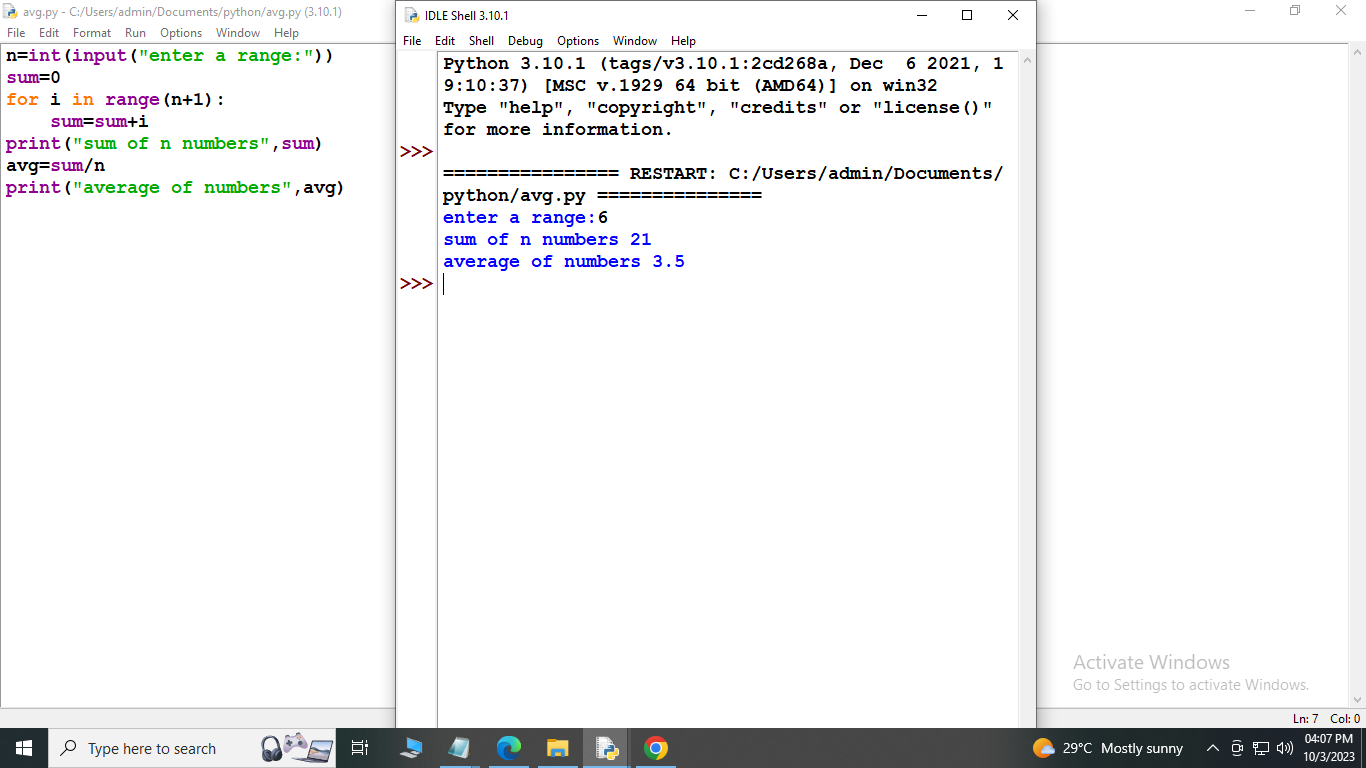 avg.py - C:/Users/admin/Documents/python/avg.py (3.10.1)
File Edit Format Run Options Window Help
n=int(input("enter a range:"))
sum=0
for i in range(n+1):
    sum=sum+i
print("sum of n numbers",sum)
avg=sum/n
print("average of numbers",avg)
IDLE Shell 3.10.1
File Edit Shell Debug Options Window Help
Python 3.10.1 (tags/v3.10.1:2cd268a, Dec  6 2021, 1
9:10:37) [MSC v.1929 64 bit (AMD64)] on win32
Type "help", "copyright", "credits" or "license()"
for more information.
>>>
================ RESTART: C:/Users/admin/Documents/
python/avg.py ===============
enter a range:6
sum of n numbers 21
average of numbers 3.5
>>>
Activate Windows
Go to Settings to activate Windows.
Ln: 7 Col: 0
Type here to search
29°C Mostly sunny
04:07 PM
10/3/2023